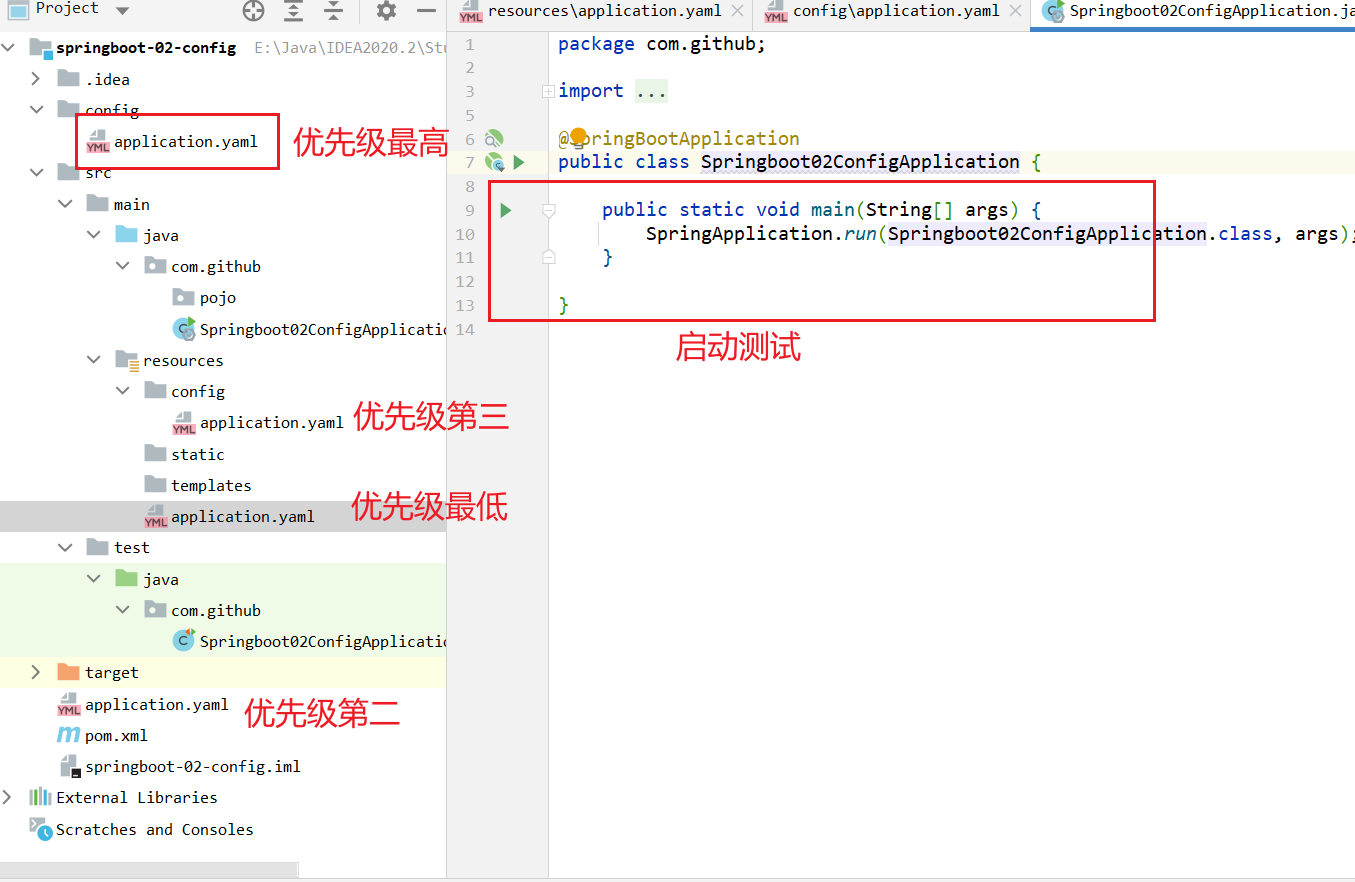 Project
resources\application.yaml
config\application.yaml
Springboot02ConfigApplication.ja
springboot-02-config E:\Java\IDEA2020.2\Stu
.idea
config
YML application.yaml
优先级最高
src
main
java
com.github
pojo
Springboot02ConfigApplicatio
resources
config
YML application.yaml
优先级第三
static
templates
YML application.yaml
优先级最低
test
java
com.github
Springboot02ConfigApplicatio
target
YML application.yaml
优先级第二
pom.xml
springboot-02-config.iml
External Libraries
Scratches and Consoles
1 package com.github;
2
3 import ...
5
6 @SpringBootApplication
7 public class Springboot02ConfigApplication {
8
9 public static void main(String[] args) {
10 SpringApplication.run(Springboot02ConfigApplication.class, args);
11 }
12
13 }
14
启动测试